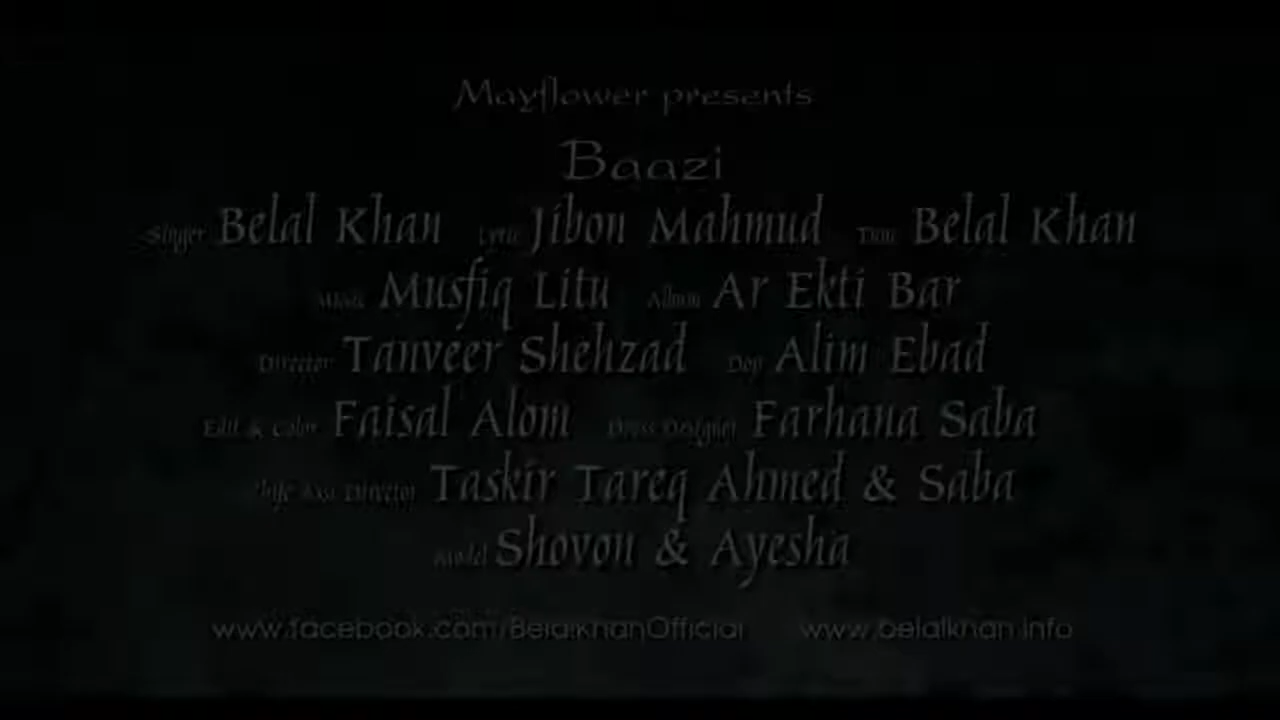 Mayflower presents
Baazi
Singer Belal Khan Lyric Jibon Mahmud Tune Belal Khan
Music Musfiq Litu Album Ar Ekti Bar
Director Tanveer Shehzad Dop Alim Ebad
Edit & Color Faisal Alom Dress Designer Farhana Saba
Chife Asst Director Taskir Tareq Ahmed & Saba
Model Shovon & Ayesha
www.facebook.com/BelalkhanOfficial www.belalkhan.info